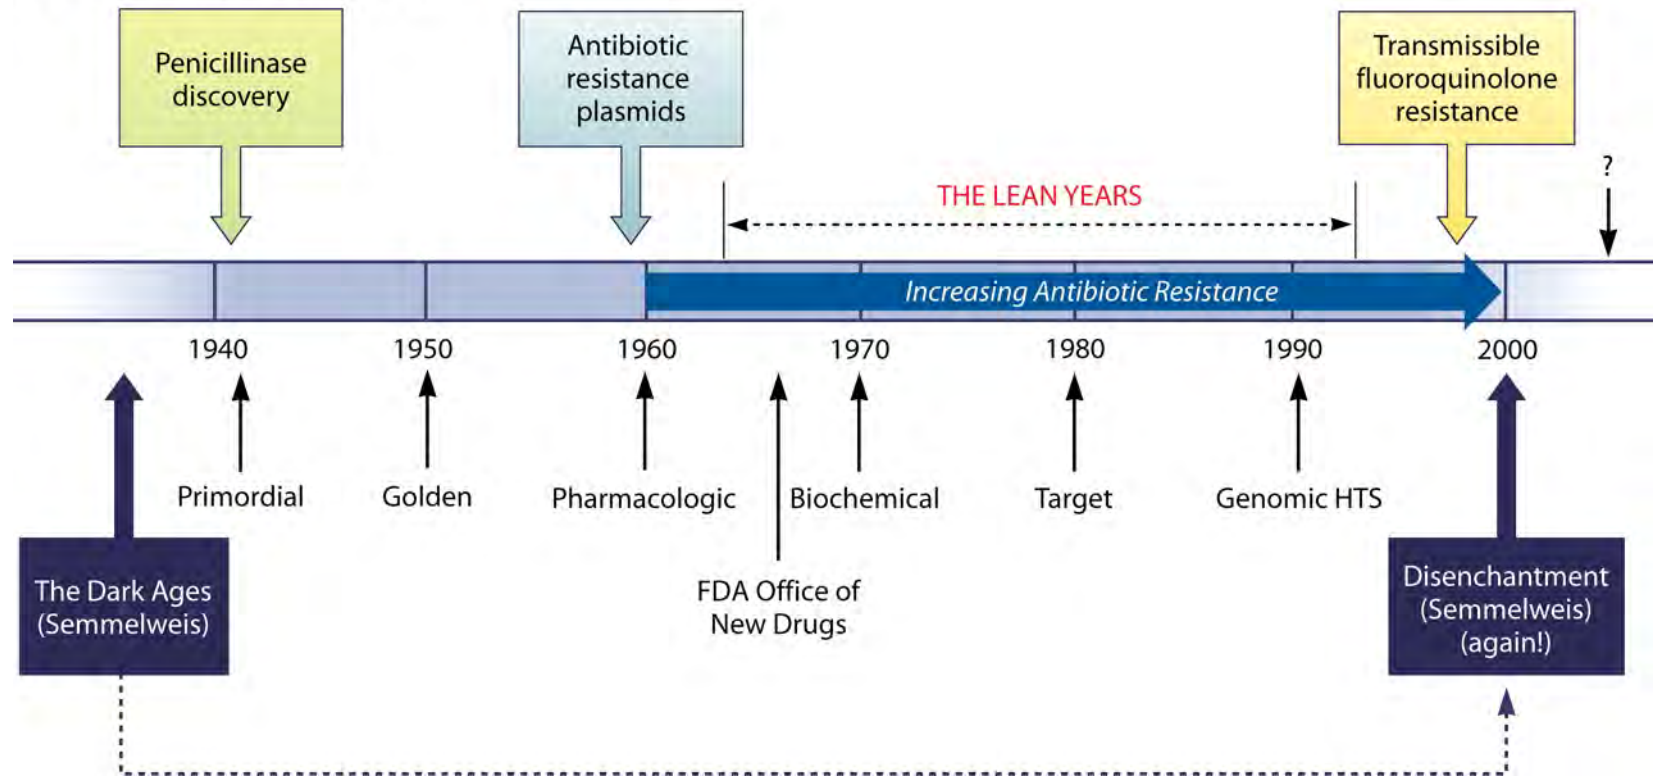 Penicillinase
discovery
Antibiotic
resistance
plasmids
Transmissible
fluoroquinolone
resistance
?
THE LEAN YEARS
Increasing Antibiotic Resistance
1940
1950
1960
1970
1980
1990
2000
Primordial
Golden
Pharmacologic
Biochemical
Target
Genomic HTS
The Dark Ages
(Semmelweis)
FDA Office of
New Drugs
Disenchantment
(Semmelweis)
(again!)